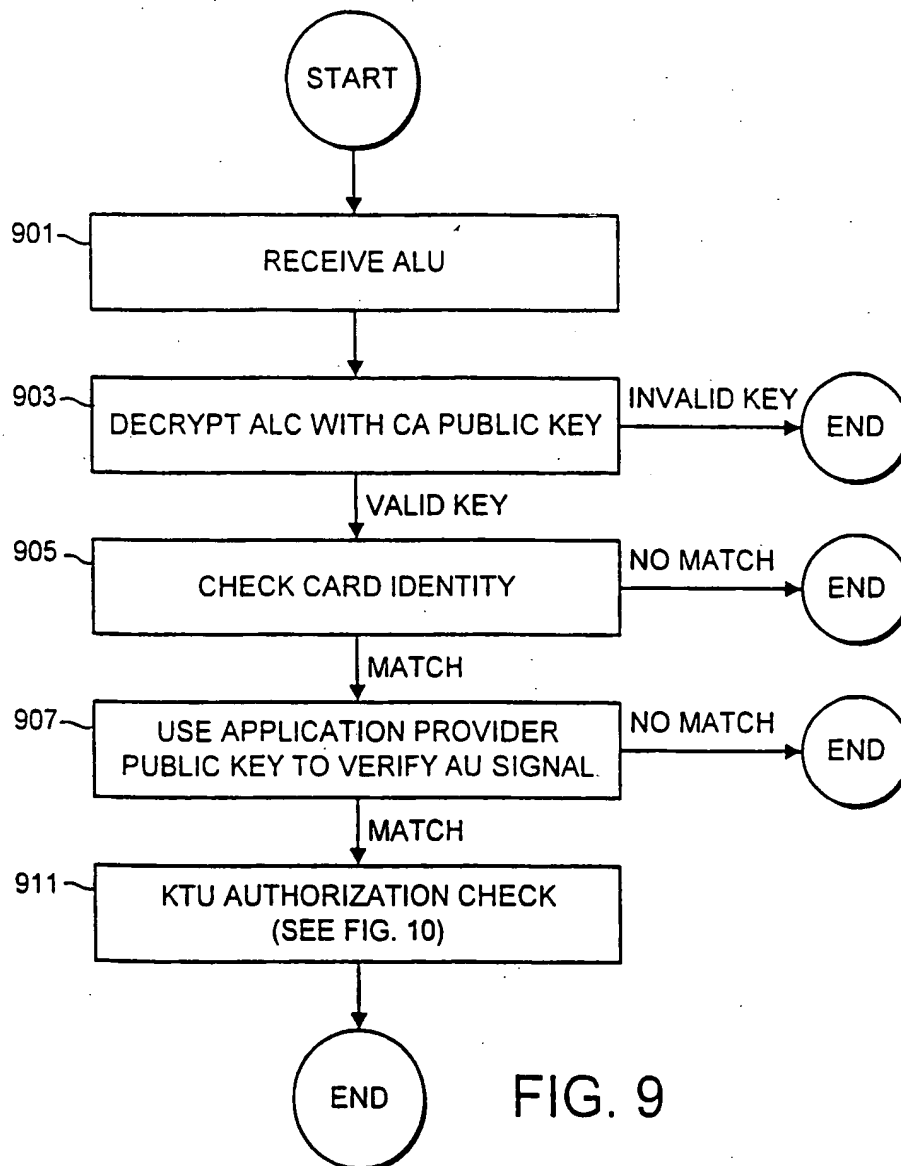 START
901
RECEIVE ALU
903
DECRYPT ALC WITH CA PUBLIC KEY
INVALID KEY
END
VALID KEY
905
CHECK CARD IDENTITY
NO MATCH
END
MATCH
907
USE APPLICATION PROVIDER
PUBLIC KEY TO VERIFY AU SIGNAL.
NO MATCH
END
MATCH
911
KTU AUTHORIZATION CHECK
(SEE FIG. 10)
END
FIG. 9